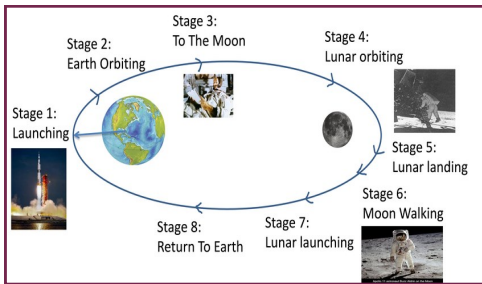 Stage 1:
Launching
Stage 2:
Earth Orbiting
Stage 3:
To The Moon
Stage 4:
Lunar orbiting
Stage 5:
Lunar landing
Stage 6:
Moon Walking
Stage 7:
Lunar launching
Stage 8:
Return To Earth